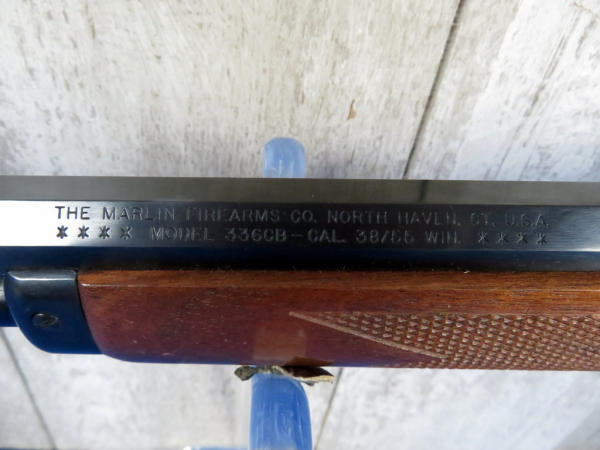 THE MARLIN FIREARMS CO. NORTH HAVEN, CT. U.S.A.
**** MODEL 336CB - CAL. 38/55 WIN. ****